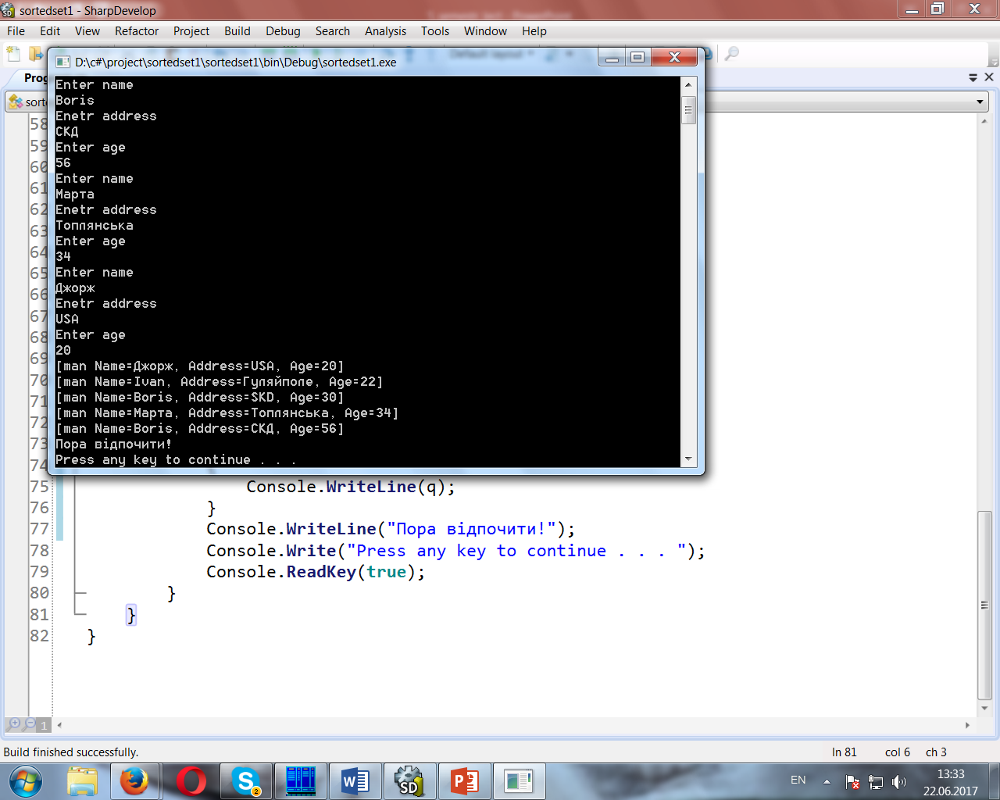 sortedset1 - SharpDevelop
File Edit View Refactor Project Build Debug Search Analysis Tools Window Help
D:\c#\project\sortedset1\sortedset1\bin\Debug\sortedset1.exe
Enter name
Boris
Enetr address
СКД
Enter age
56
Enter name
Марта
Enetr address
Топлянська
Enter age
34
Enter name
Джорж
Enetr address
USA
Enter age
20
[man Name=Джорж, Address=USA, Age=20]
[man Name=Ivan, Address=Гуляйполе, Age=22]
[man Name=Boris, Address=SKD, Age=30]
[man Name=Марта, Address=Топлянська, Age=34]
[man Name=Boris, Address=СКД, Age=56]
Пора відпочити!
Press any key to continue . . .
58
59
60
61
62
63
64
65
66
67
68
69
70
71
72
73
74
75 Console.WriteLine(q);
76 }
77 Console.WriteLine("Пора відпочити!");
78 Console.Write("Press any key to continue . . . ");
79 Console.ReadKey(true);
80 }
81 }
82 }
1
Build finished successfully.
ln 81 col 6 ch 3
EN
13:33
22.06.2017